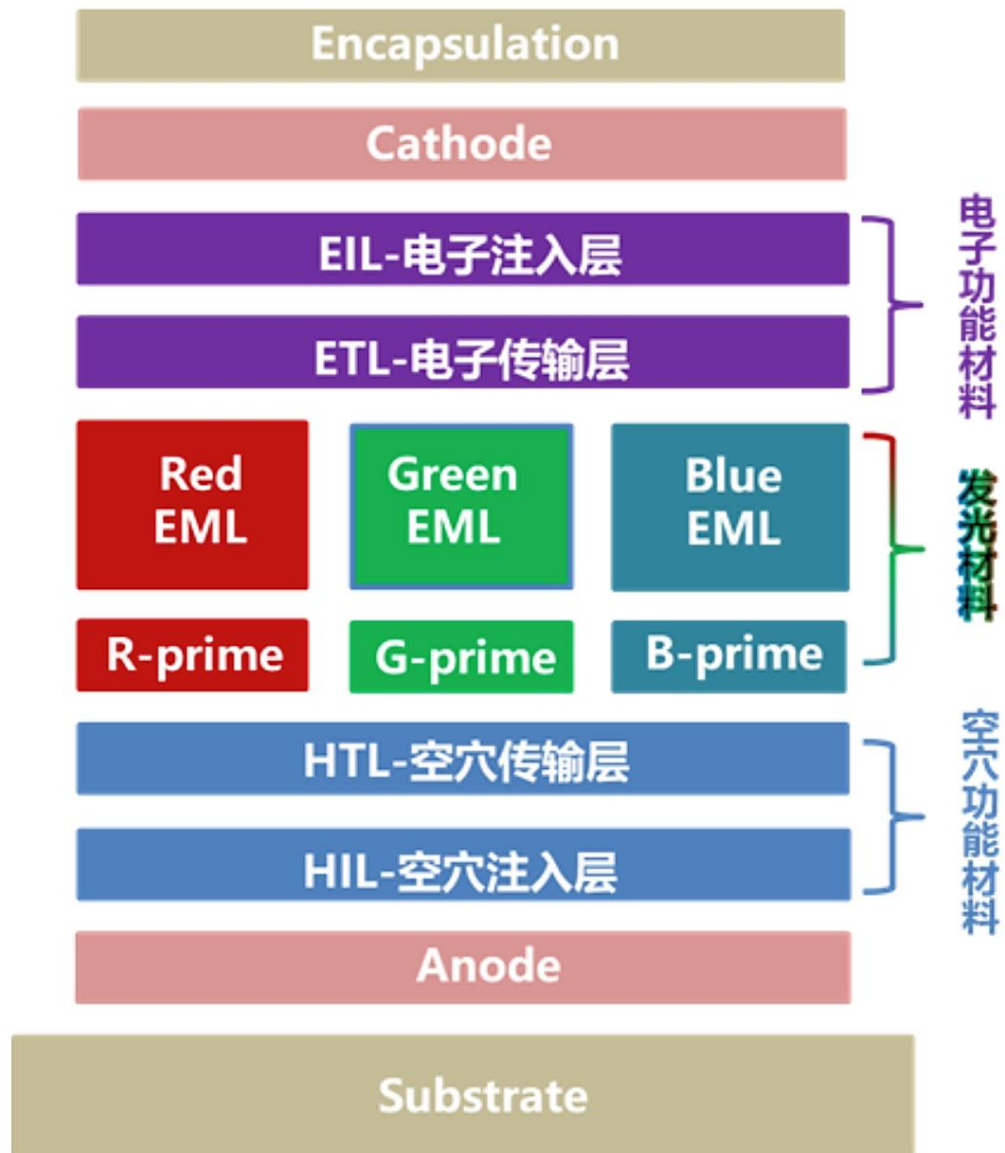 Encapsulation
Cathode
EIL-电子注入层
ETL-电子传输层
电子功能材料
Red
EML
Green
EML
Blue
EML
发光材料
R-prime
G-prime
B-prime
HTL-空穴传输层
HIL-空穴注入层
空穴功能材料
Anode
Substrate